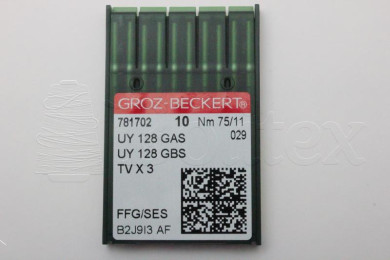 GROZ-BECKERT®
781702 10 Nm 75/11
029
UY 128 GAS
UY 128 GBS
TV X 3
FFG/SES
B2J9I3 AF